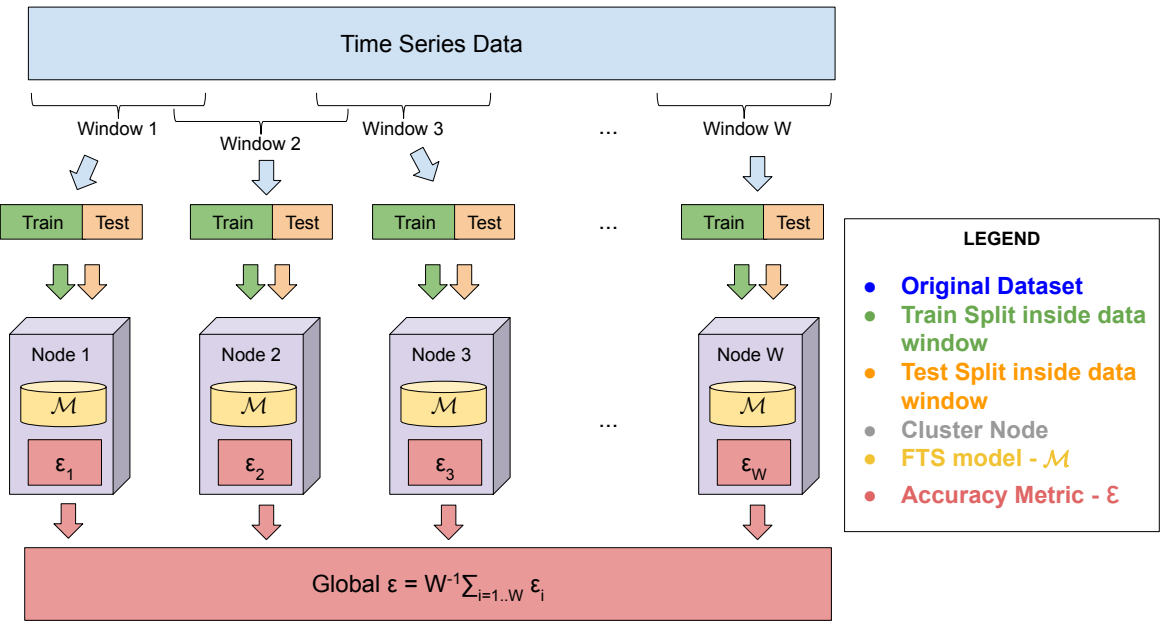 Time Series Data
Window 1
Window 2
Window 3
...
Window W
Train Test
Train Test
Train Test
...
Train Test
Node 1
ℳ
ε₁
Node 2
ℳ
ε₂
Node 3
ℳ
ε₃
...
Node W
ℳ
ε_W
Global ε = W⁻¹∑ᵢ₌₁..W εᵢ
LEGEND
● Original Dataset
● Train Split inside data
window
● Test Split inside data
window
● Cluster Node
● FTS model - ℳ
● Accuracy Metric - Ɛ